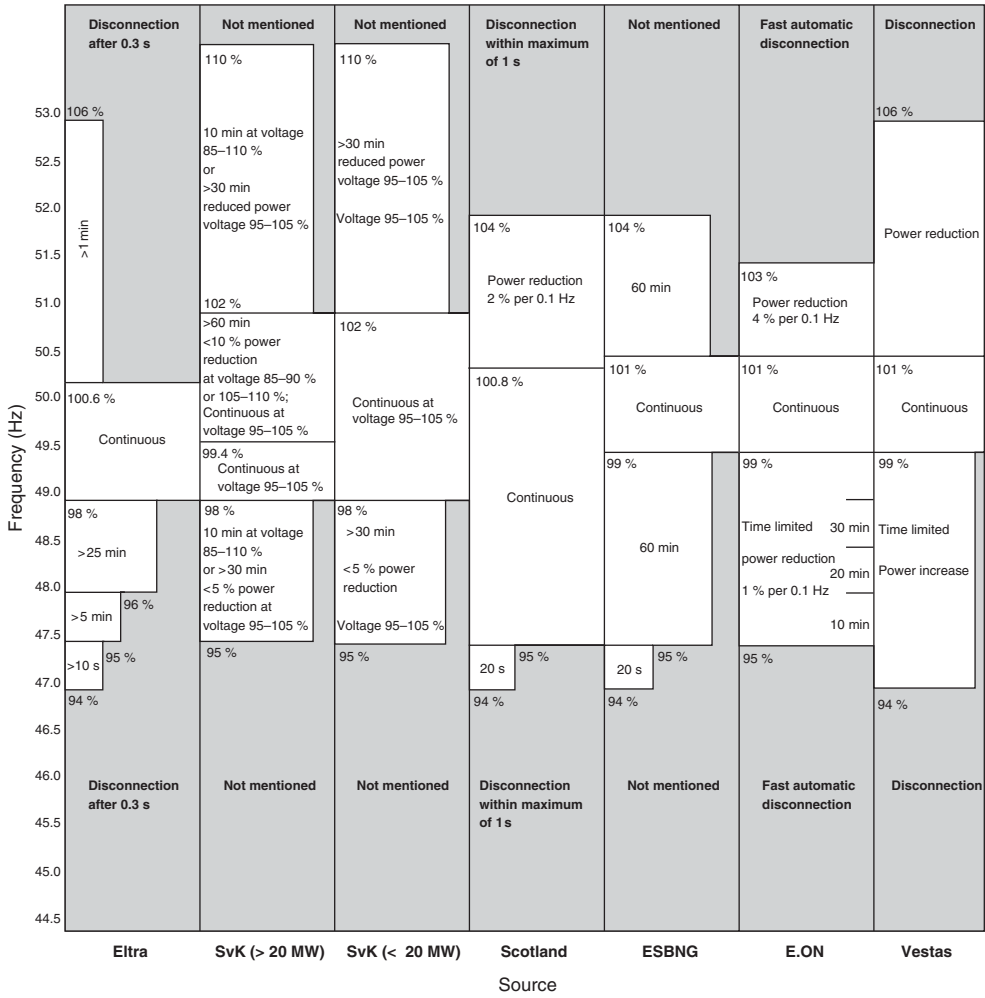 Disconnection
after 0.3 s
Not mentioned
Not mentioned
Disconnection
within maximum
of 1 s
Not mentioned
Fast automatic
disconnection
Disconnection
Frequency (Hz)
53.0
52.5
52.0
51.5
51.0
50.5
50.0
49.5
49.0
48.5
48.0
47.5
47.0
46.5
46.0
45.5
45.0
44.5
106 %
>1 min
100.6 %
Continuous
98 %
>25 min
96 %
>5 min
95 %
>10 s
94 %
110 %
10 min at voltage
85–110 %
or
>30 min
reduced power
voltage 95–105 %
102 %
>60 min
<10 % power
reduction
at voltage 85–90 %
or 105–110 %;
Continuous at
voltage 95–105 %
99.4 %
Continuous at
voltage 95–105 %
98 %
10 min at voltage
85–110 %
or >30 min
<5 % power
reduction at
voltage 95–105 %
95 %
110 %
>30 min
reduced power
voltage 95–105 %
Voltage 95–105 %
102 %
Continuous at
voltage 95–105 %
98 %
>30 min
<5 % power
reduction
Voltage 95–105 %
95 %
104 %
Power reduction
2 % per 0.1 Hz
100.8 %
Continuous
20 s
95 %
94 %
104 %
60 min
101 %
Continuous
99 %
60 min
20 s
95 %
94 %
103 %
Power reduction
4 % per 0.1 Hz
101 %
Continuous
99 %
Time limited
30 min
power reduction
20 min
1 % per 0.1 Hz
10 min
95 %
106 %
Power reduction
101 %
Continuous
99 %
Time limited
Power increase
94 %
Disconnection
after 0.3 s
Not mentioned
Not mentioned
Disconnection
within maximum
of 1 s
Not mentioned
Fast automatic
disconnection
Disconnection
Eltra
SvK (> 20 MW)
SvK (< 20 MW)
Scotland
ESBNG
E.ON
Vestas
Source